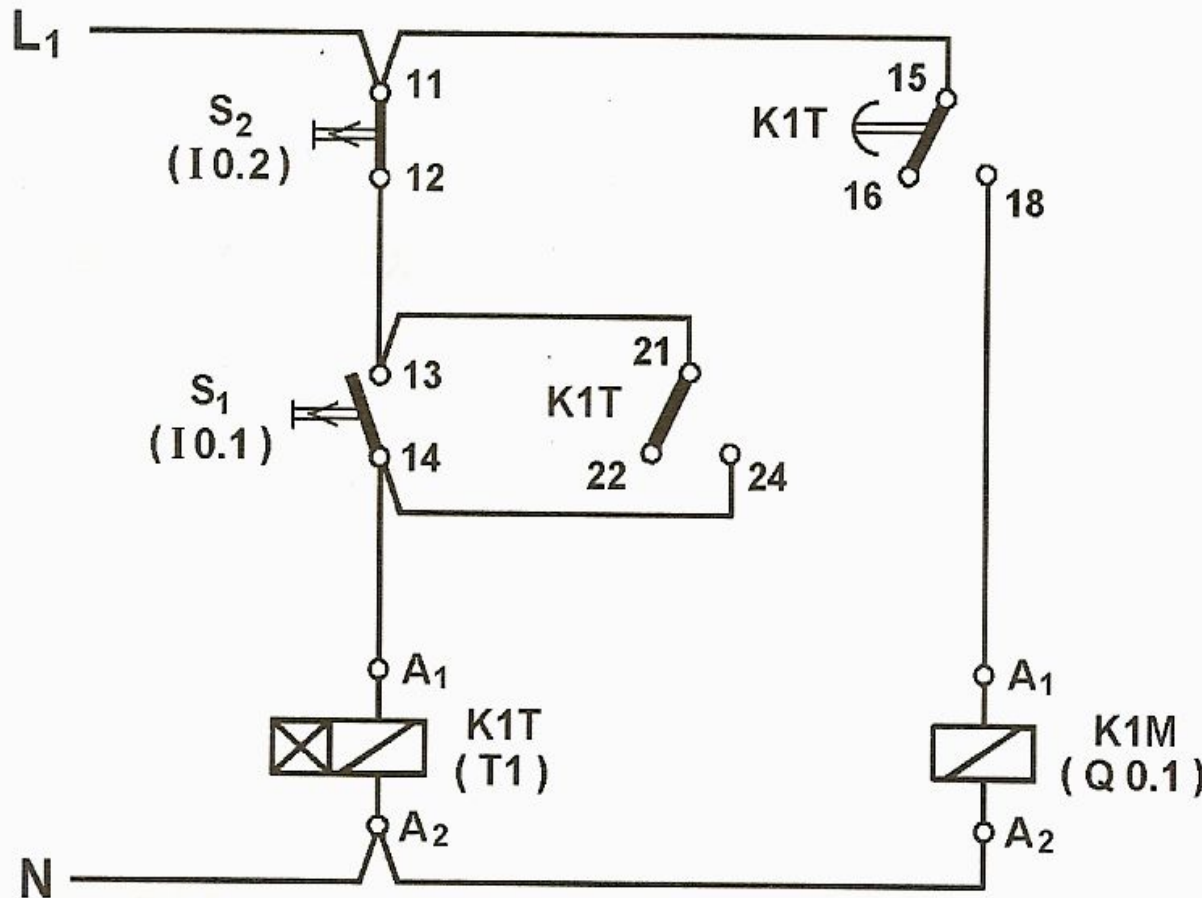 L1
11
S2
(I 0.2)
12
15
K1T
16
18
13
S1
(I 0.1)
14
21
K1T
22
24
A1
K1T
(T1)
A2
A1
K1M
(Q 0.1)
A2
N